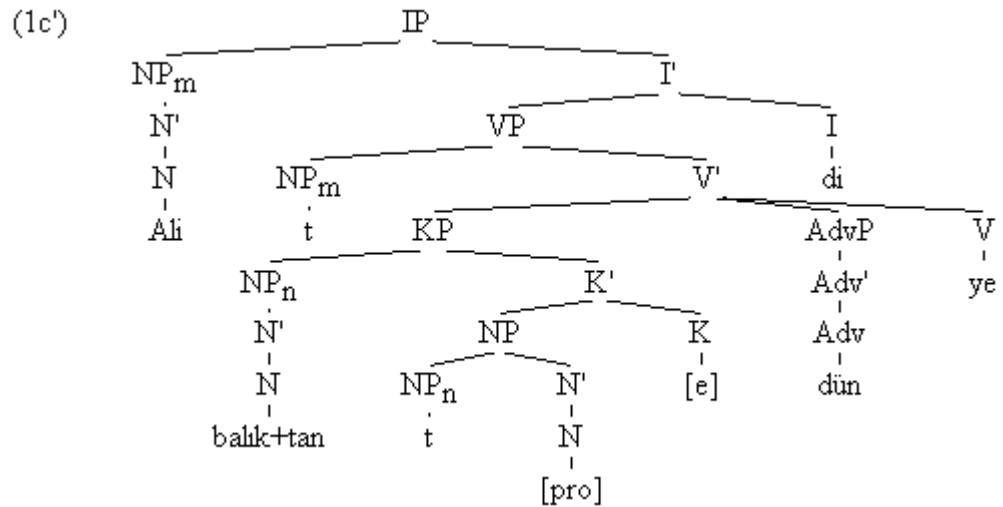 (1c') IP
NPm I'
N' VP I
N NPm V' di
Ali t KP AdvP V
NPn K' Adv' ye
N' NP K Adv
N NPn N' [e] dün
balık+tan t N
[pro]